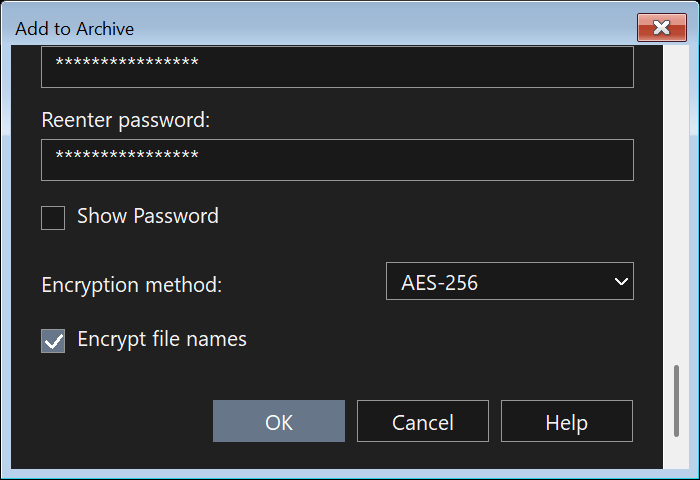 Add to Archive
****************
Reenter password:
****************
Show Password
Encryption method:
AES-256
Encrypt file names
OK
Cancel
Help